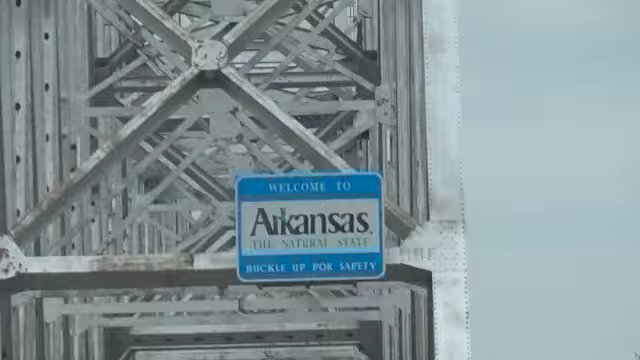 WELCOME TO
Arkansas
THE NATURAL STATE
BUCKLE UP FOR SAFETY